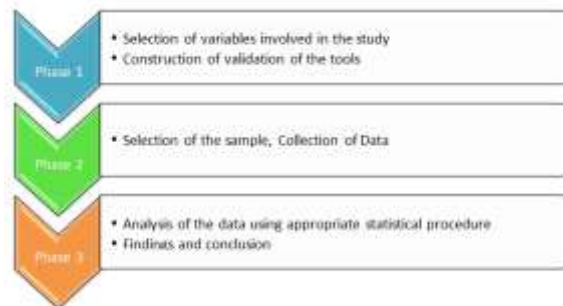 Phase 1
• Selection of variables involved in the study
• Construction of validation of the tools
Phase 2
• Selection of the sample, Collection of Data
Phase 3
• Analysis of the data using appropriate statistical procedure
• Findings and conclusion